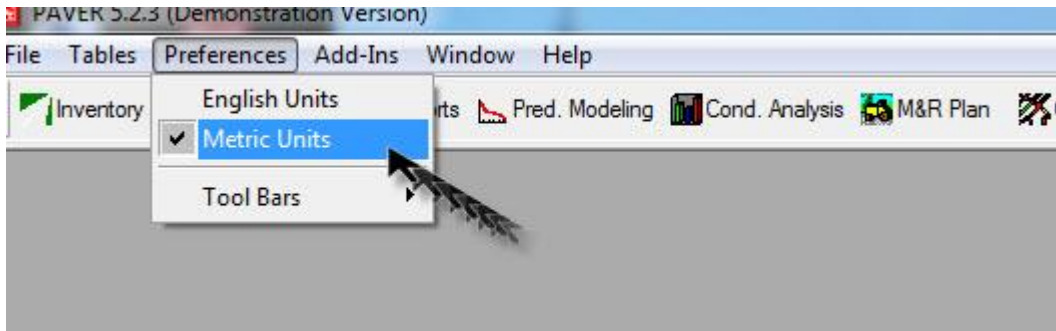 PAVER 5.2.3 (Demonstration Version)
File Tables Preferences Add-Ins Window Help
Inventory Pred. Modeling Cond. Analysis M&R Plan
English Units
Metric Units
Tool Bars